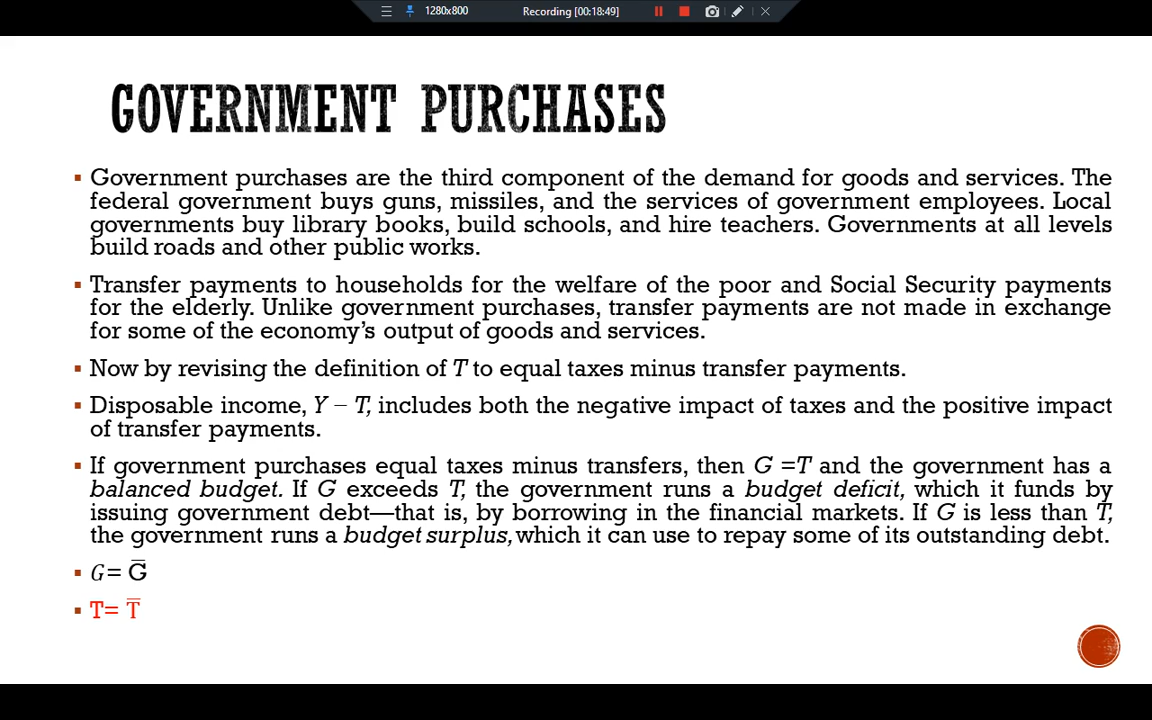 1280x800 Recording [00:18:49]
GOVERNMENT PURCHASES
▪ Government purchases are the third component of the demand for goods and services. The
federal government buys guns, missiles, and the services of government employees. Local
governments buy library books, build schools, and hire teachers. Governments at all levels
build roads and other public works.
▪ Transfer payments to households for the welfare of the poor and Social Security payments
for the elderly. Unlike government purchases, transfer payments are not made in exchange
for some of the economy's output of goods and services.
▪ Now by revising the definition of T to equal taxes minus transfer payments.
▪ Disposable income, Y − T, includes both the negative impact of taxes and the positive impact
of transfer payments.
▪ If government purchases equal taxes minus transfers, then G =T and the government has a
balanced budget. If G exceeds T, the government runs a budget deficit, which it funds by
issuing government debt—that is, by borrowing in the financial markets. If G is less than T,
the government runs a budget surplus, which it can use to repay some of its outstanding debt.
▪ G= G̅
▪ T= T̅